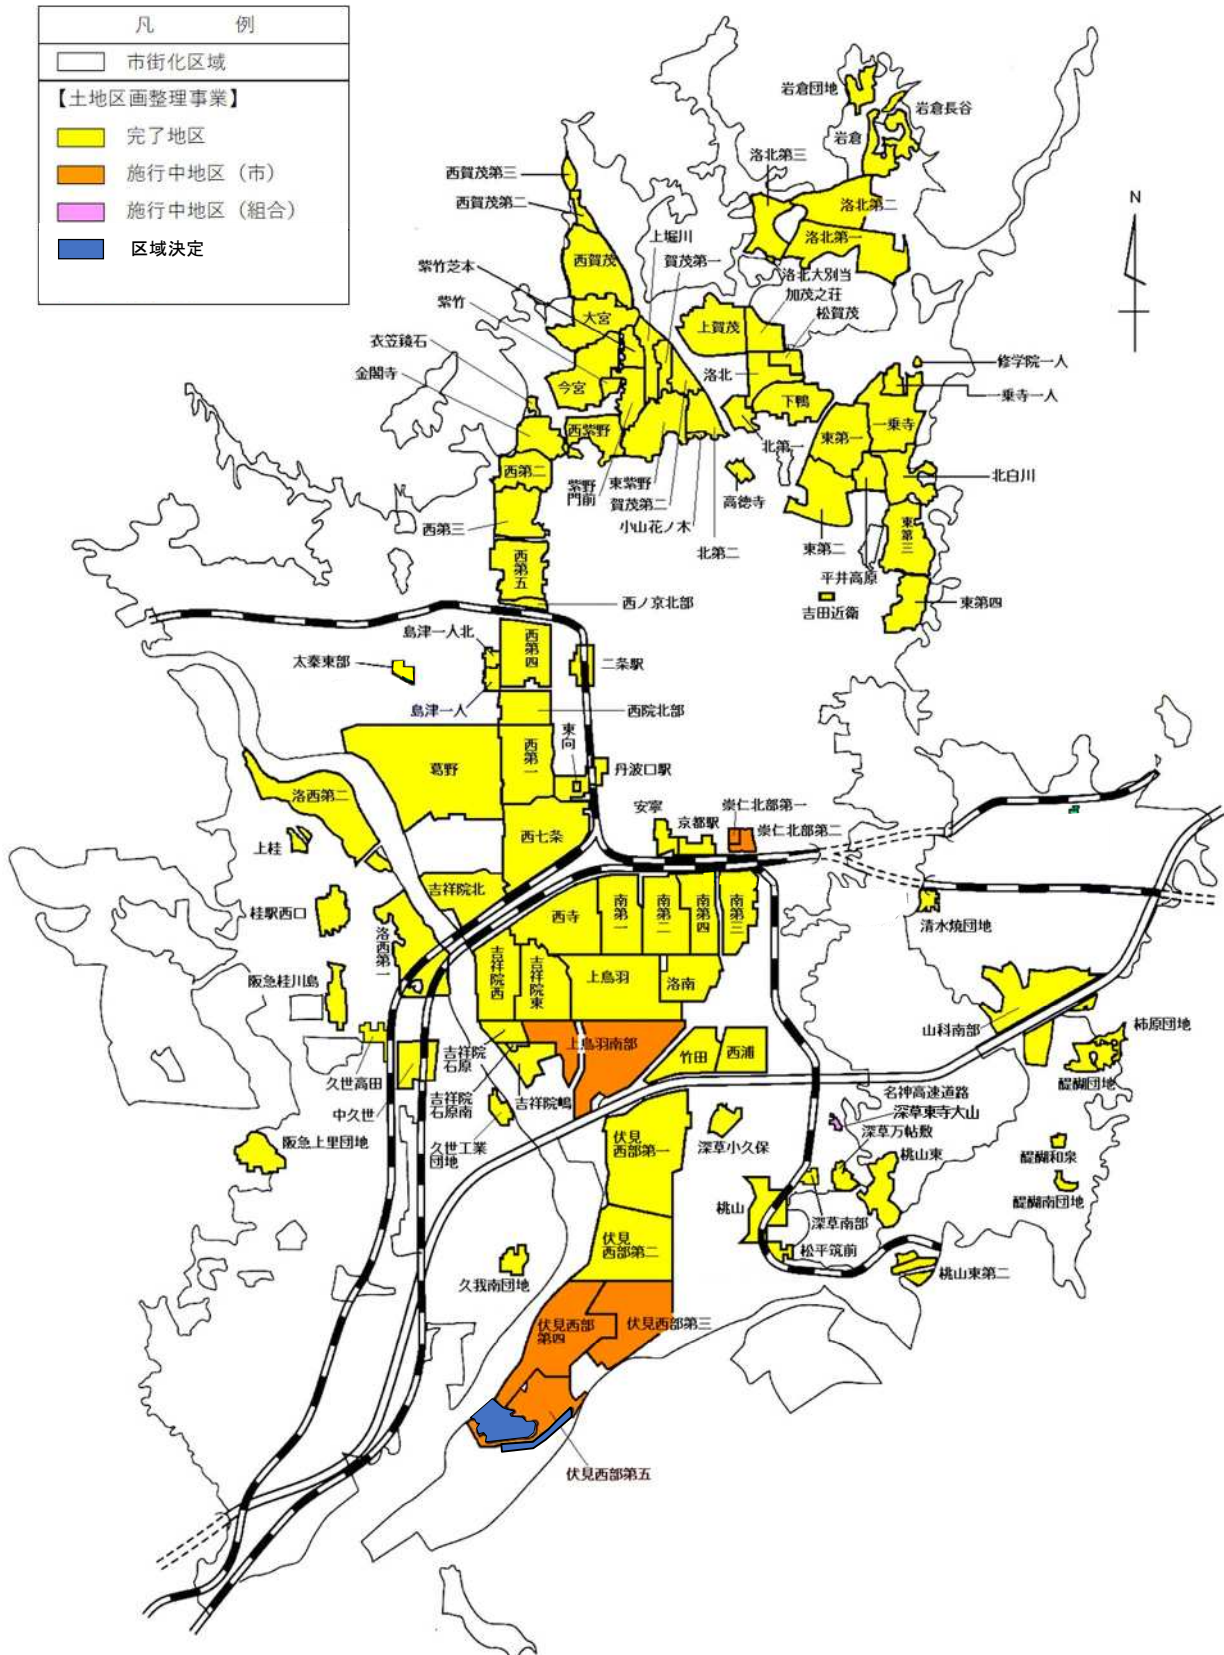 凡 例
市街化区域
【土地区画整理事業】
完了地区
施行中地区（市）
施行中地区（組合）
区域決定
N
岩倉団地
岩倉長谷
岩倉
洛北第三
洛北第二
洛北第一
西賀茂第三
西賀茂第二
上堀川
西賀茂
賀茂第一
紫竹芝本
洛北大別当
加茂之荘
紫竹
松賀茂
大宮
上賀茂
衣笠鏡石
金閣寺
洛北
修学院一人
今宮
下鴨
一乗寺一人
西紫野
東第一
一乗寺
北第一
西第二
紫野
門前
東紫野
賀茂第二
高徳寺
北白川
西第三
小山花ノ木
北第二
東第二
東第三
平井高原
西第五
西ノ京北部
吉田近衛
東第四
島津一人北
西第四
太秦東部
二条駅
島津一人
西院北部
東向
西第一
葛野
丹波口駅
洛西第二
安寧
京都駅
崇仁北部第一
崇仁北部第二
西七条
上桂
吉祥院北
桂駅西口
西寺
南第一
南第二
南第四
南第三
清水焼団地
洛西第一
吉祥院西
吉祥院東
上鳥羽
洛南
阪急桂川島
山科南部
柿原団地
上鳥羽南部
竹田
西浦
吉祥院
石原
久世高田
醍醐団地
名神高速道路
吉祥院
石原南
吉祥院嶋
中久世
深草東寺大山
深草万帖敷
久世工業
団地
阪急上里団地
伏見
西部第一
深草小久保
桃山東
醍醐和泉
醍醐南団地
桃山
深草南部
伏見
西部第二
松平筑前
久我南団地
桃山東第二
伏見西部
第四
伏見西部第三
伏見西部第五